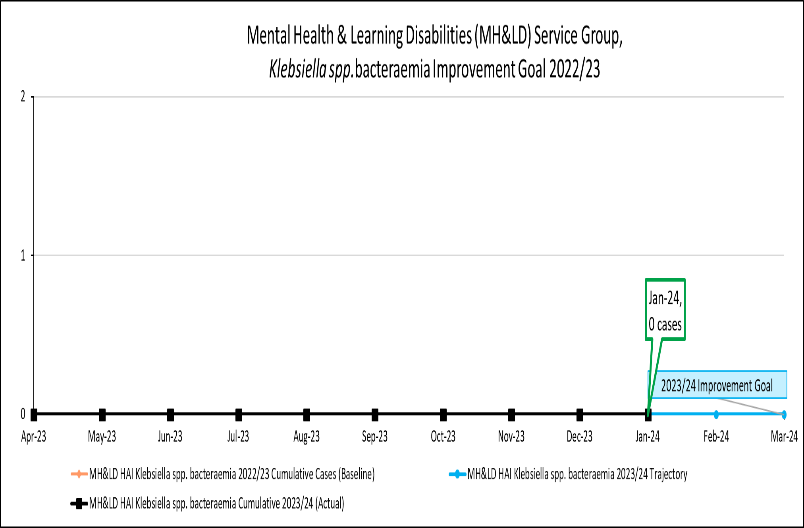 Mental Health & Learning Disabilities (MH&LD) Service Group,
Klebsiella spp. bacteraemia Improvement Goal 2022/23
2
1
0
Jan-24,
0 cases
2023/24 Improvement Goal
Apr-23 May-23 Jun-23 Jul-23 Aug-23 Sep-23 Oct-23 Nov-23 Dec-23 Jan-24 Feb-24 Mar-24
MH&LD HAI Klebsiella spp. bacteraemia 2022/23 Cumulative Cases (Baseline) MH&LD HAI Klebsiella spp. bacteraemia 2023/24 Trajectory
MH&LD HAI Klebsiella spp. bacteraemia Cumulative 2023/24 (Actual)